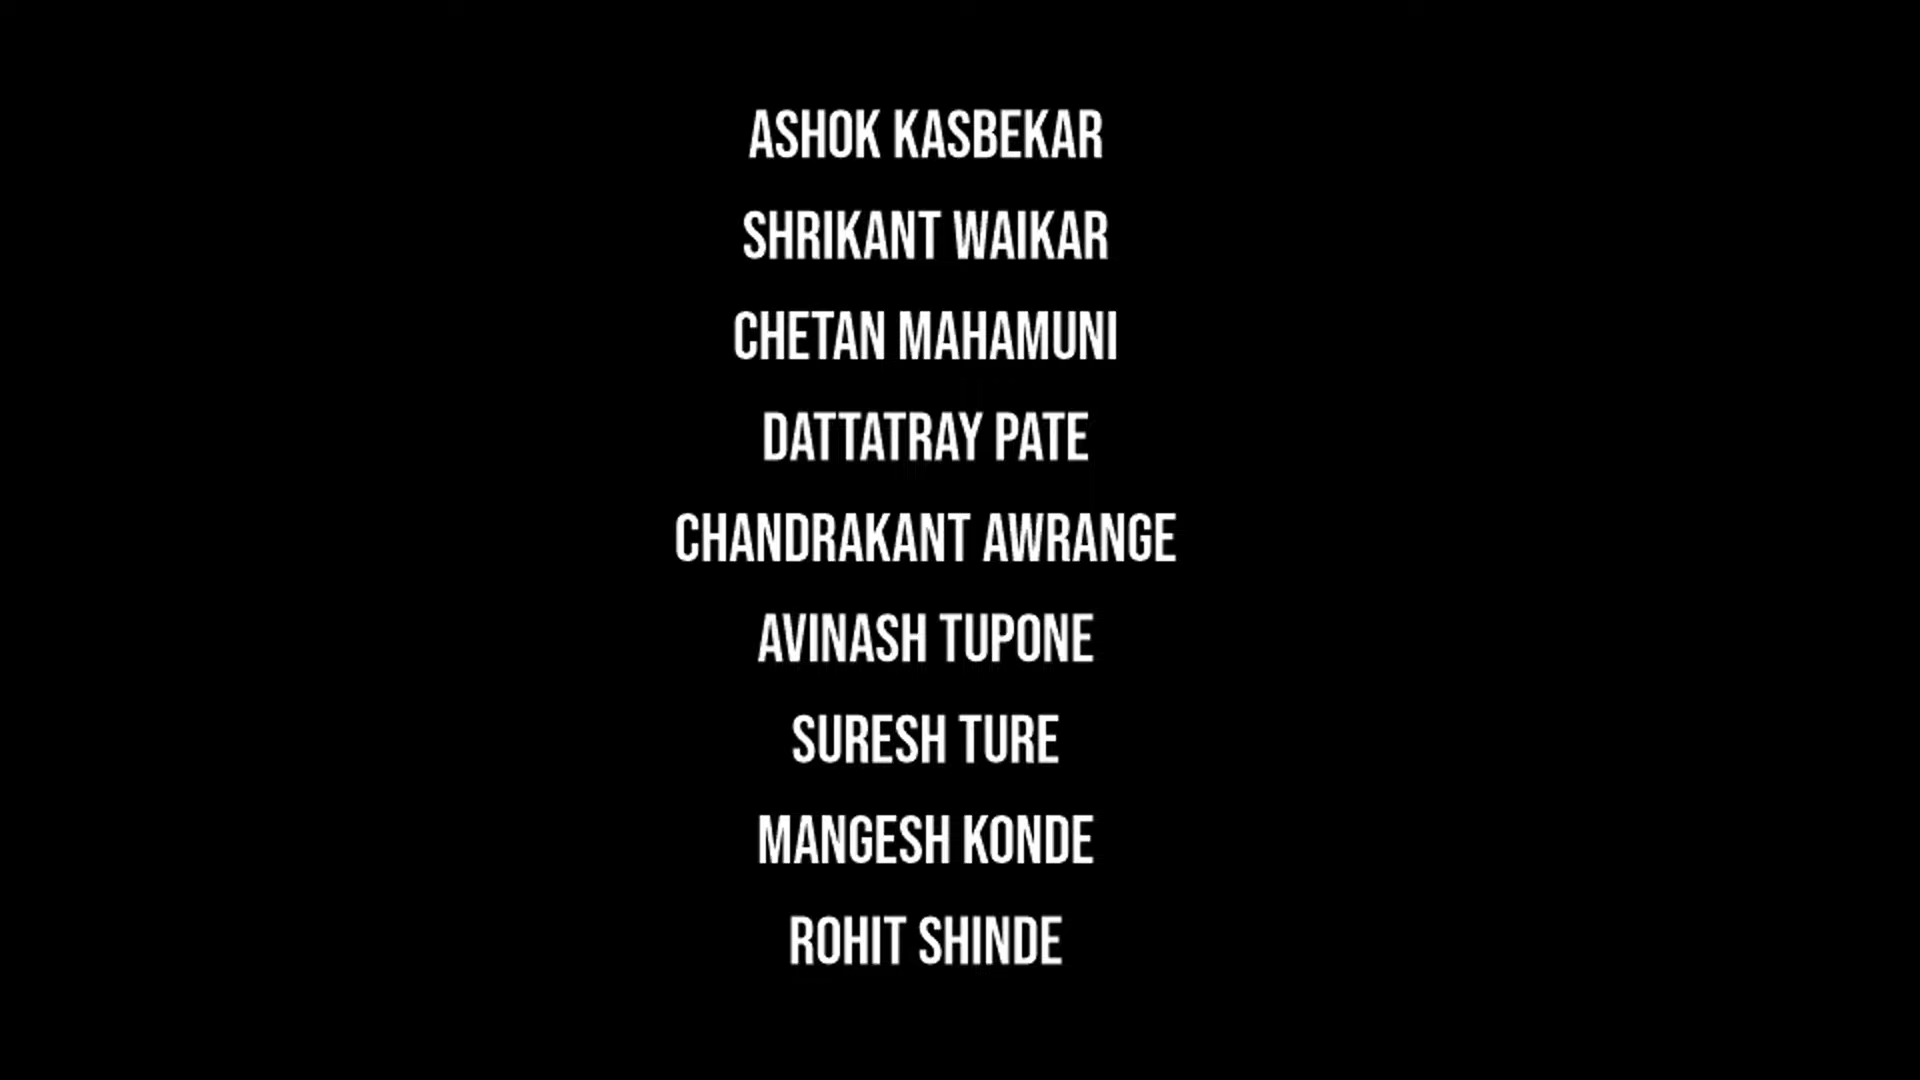 ASHOK KASBEKAR
SHRIKANT WAIKAR
CHETAN MAHAMUNI
DATTATRAY PATE
CHANDRAKANT AWRANGE
AVINASH TUPONE
SURESH TURE
MANGESH KONDE
ROHIT SHINDE